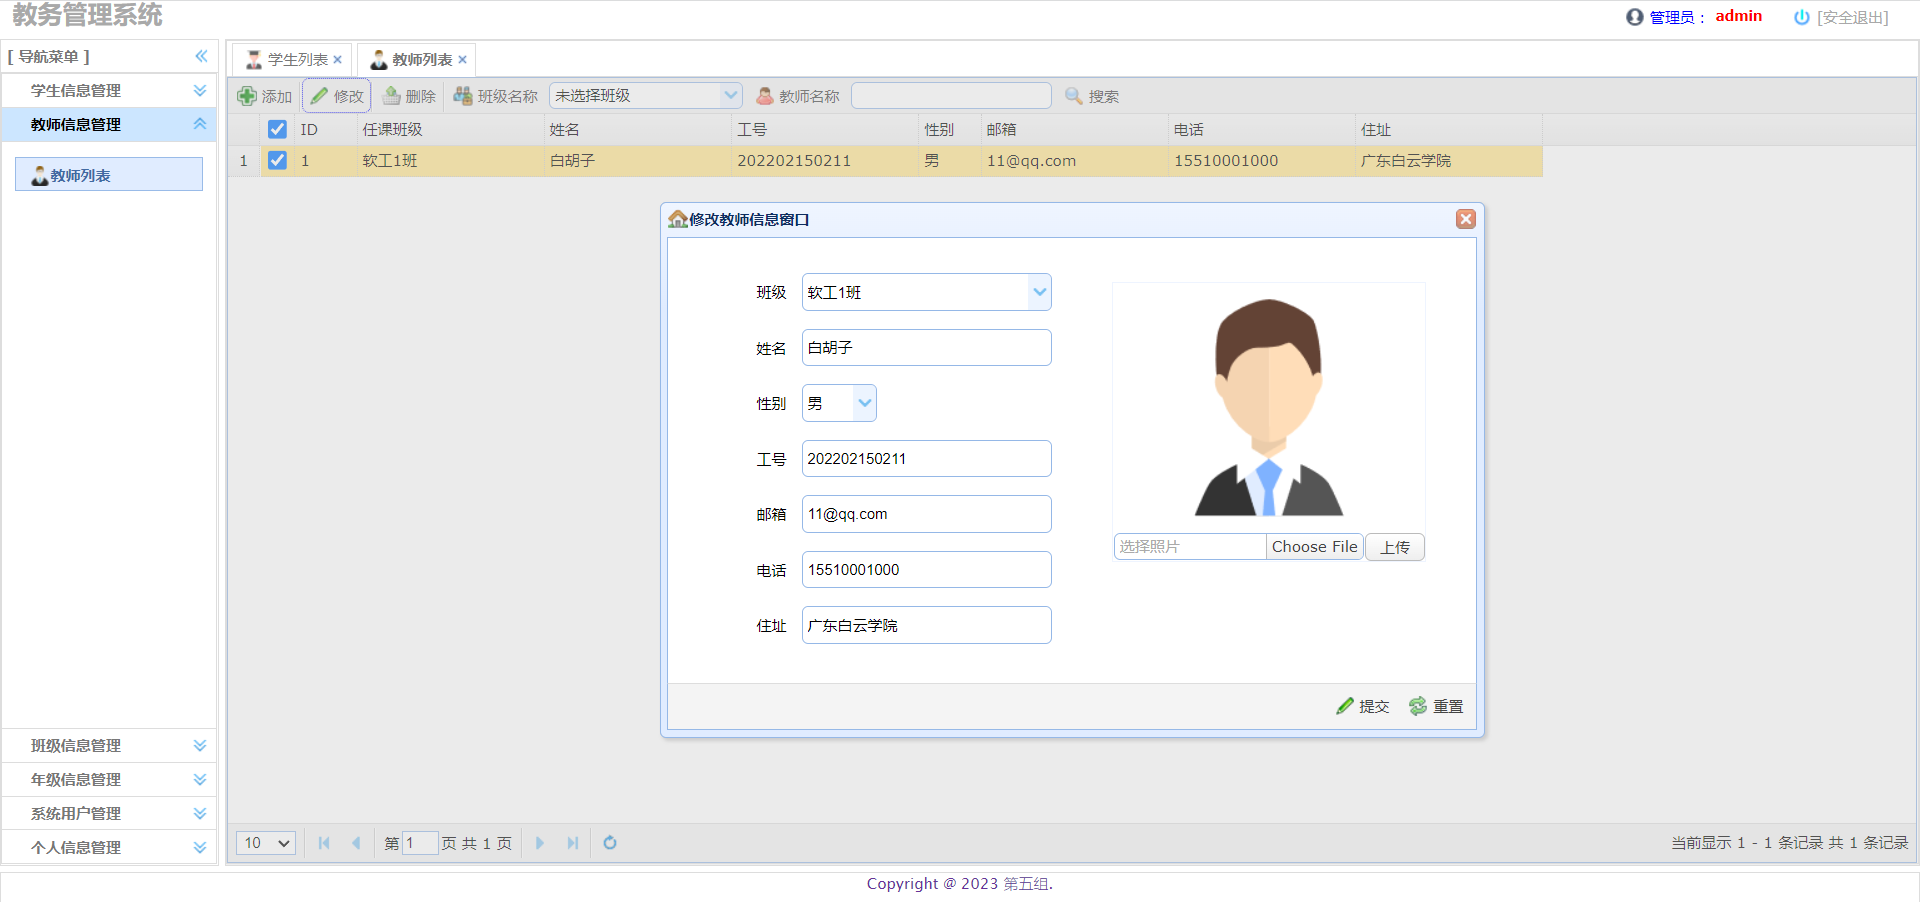 教务管理系统
管理员： admin [安全退出]
[ 导航菜单 ]
学生信息管理
教师信息管理
教师列表
班级信息管理
年级信息管理
系统用户管理
个人信息管理
学生列表 教师列表
添加 修改 删除 班级名称 未选择班级 教师名称 搜索
ID 任课班级 姓名 工号 性别 邮箱 电话 住址
1 1 软工1班 白胡子 202202150211 男 11@qq.com 15510001000 广东白云学院
修改教师信息窗口
班级 软工1班
姓名 白胡子
性别 男
工号 202202150211
邮箱 11@qq.com
电话 15510001000
住址 广东白云学院
选择照片 Choose File 上传
提交 重置
10 第 1 页 共 1 页
当前显示 1 - 1 条记录 共 1 条记录
Copyright @ 2023 第五组.